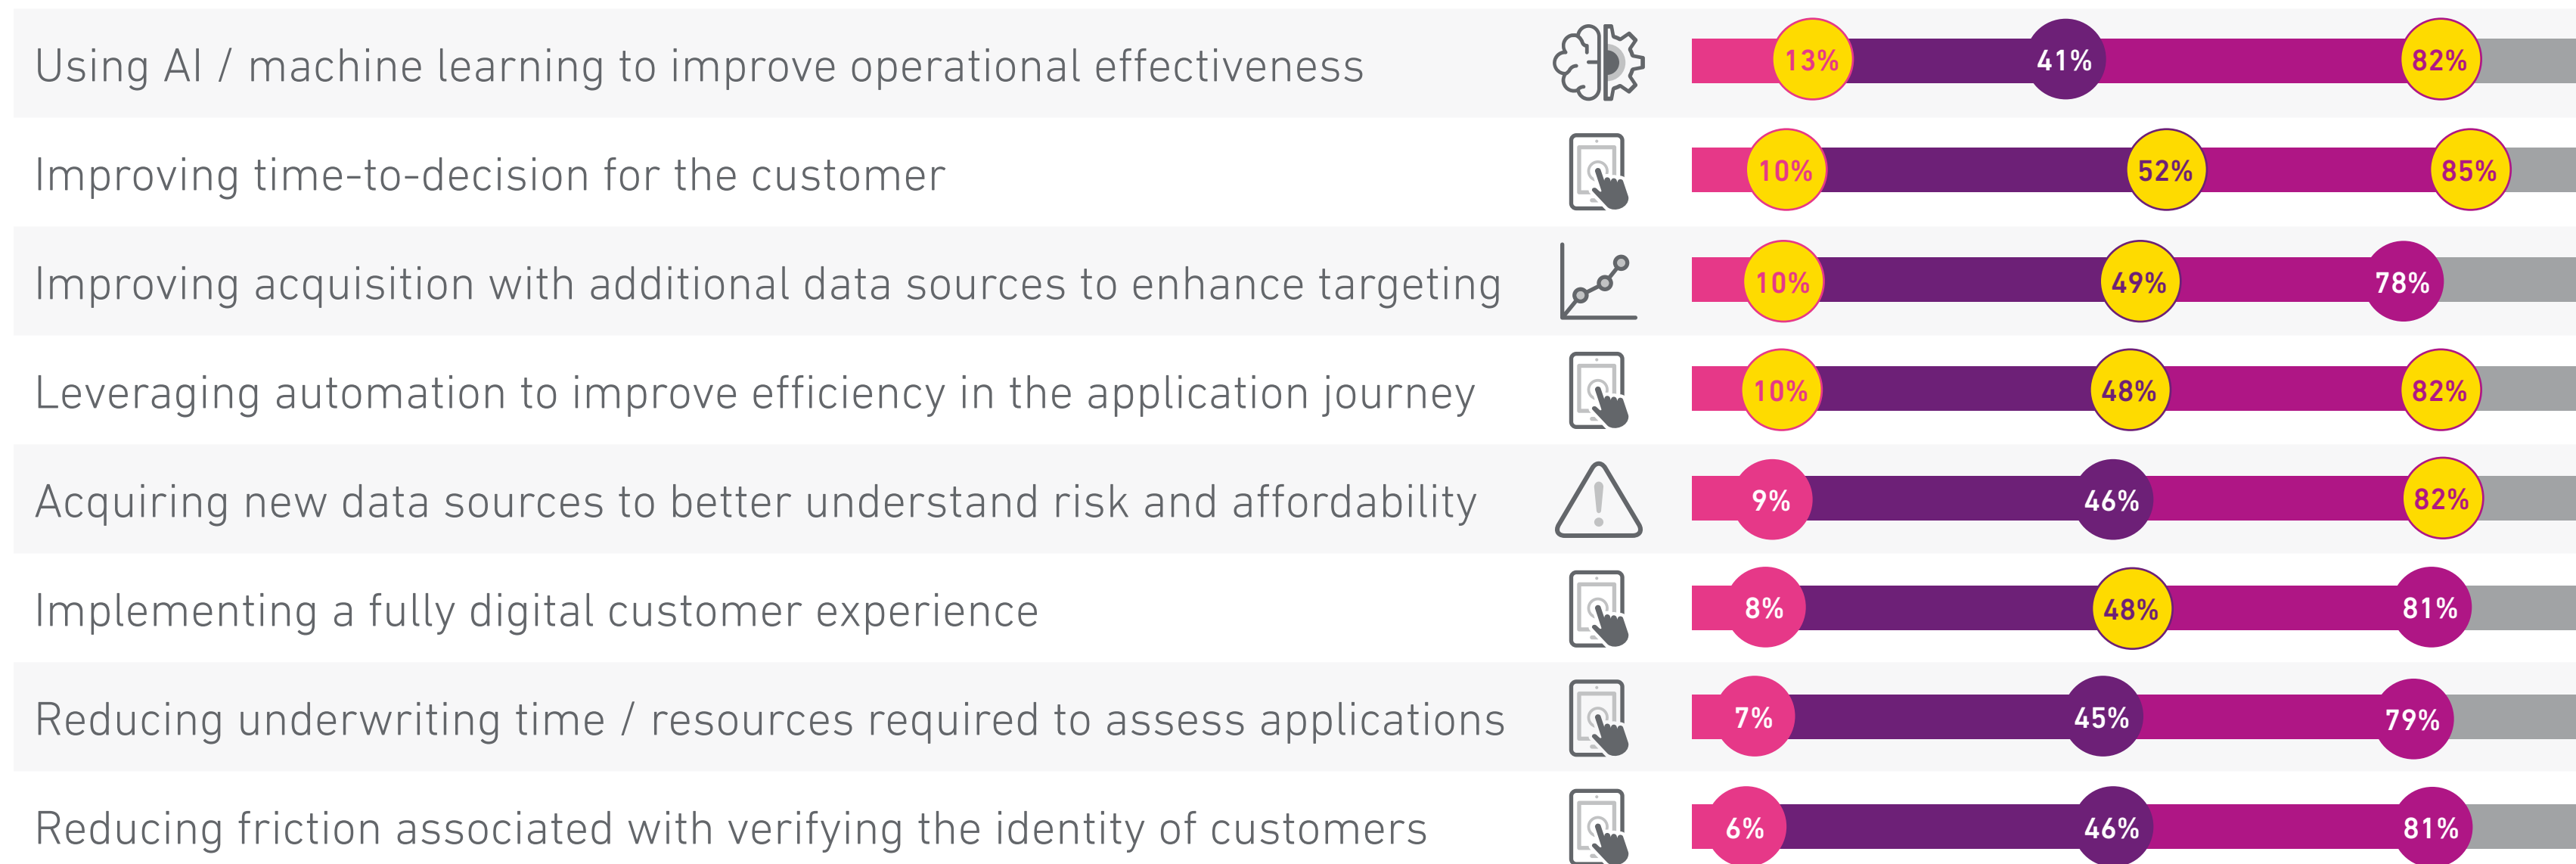 Using AI / machine learning to improve operational effectiveness 13% 41% 82%
Improving time-to-decision for the customer 10% 52% 85%
Improving acquisition with additional data sources to enhance targeting 10% 49% 78%
Leveraging automation to improve efficiency in the application journey 10% 48% 82%
Acquiring new data sources to better understand risk and affordability 9% 46% 82%
Implementing a fully digital customer experience 8% 48% 81%
Reducing underwriting time / resources required to assess applications 7% 45% 79%
Reducing friction associated with verifying the identity of customers 6% 46% 81%